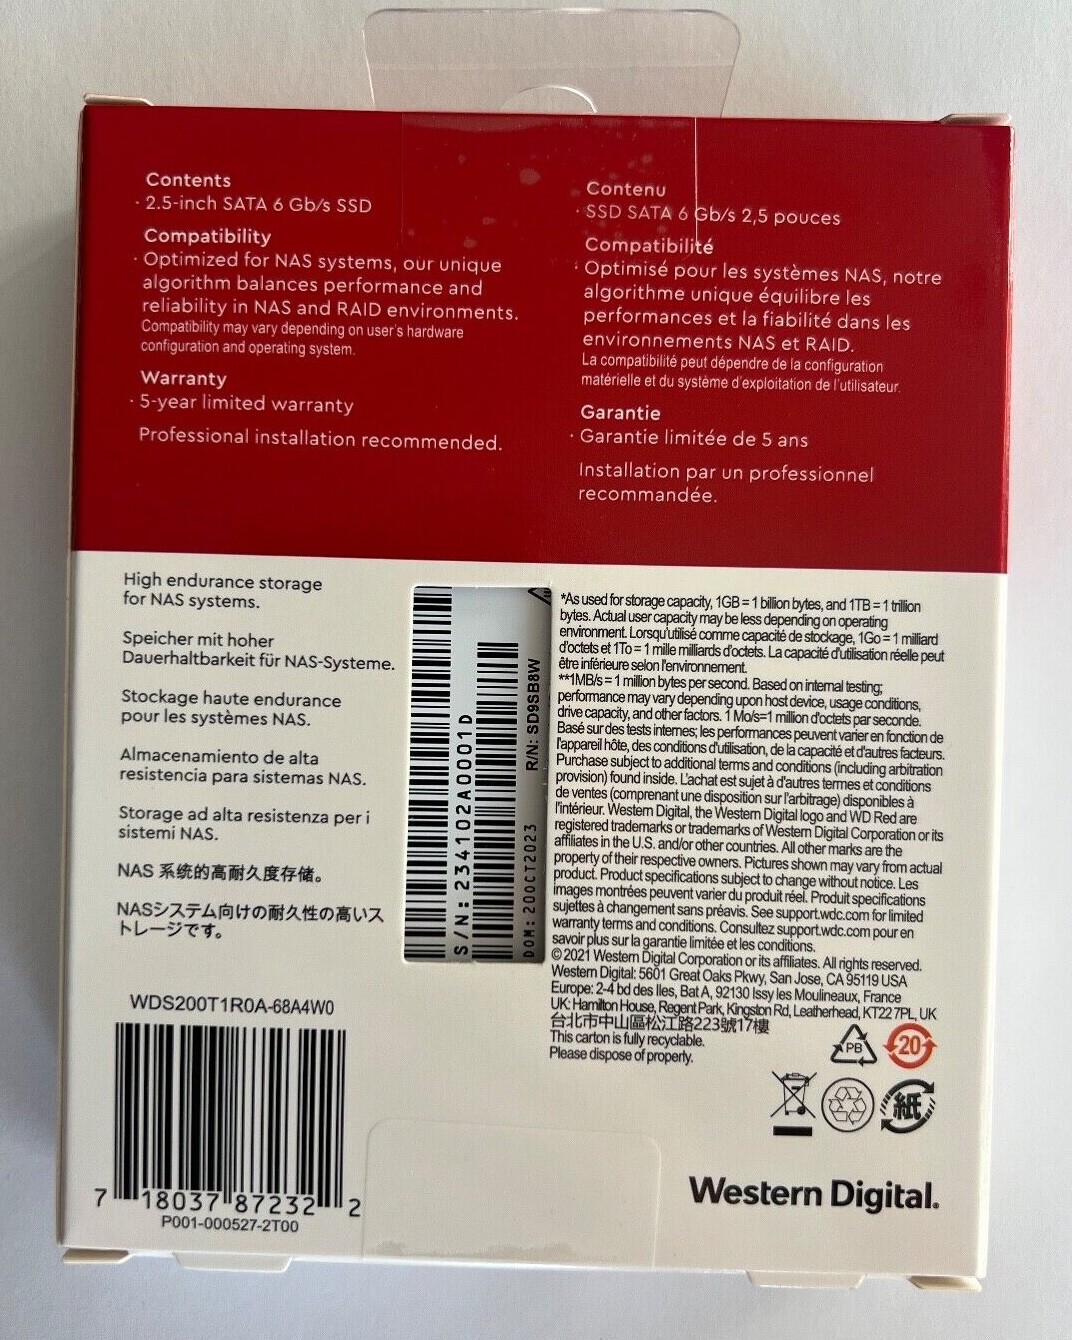 Contents
· 2.5-inch SATA 6 Gb/s SSD
Compatibility
· Optimized for NAS systems, our unique
algorithm balances performance and
reliability in NAS and RAID environments.
Compatibility may vary depending on user's hardware
configuration and operating system.
Warranty
· 5-year limited warranty
Professional installation recommended.
Contenu
· SSD SATA 6 Gb/s 2,5 pouces
Compatibilité
· Optimisé pour les systèmes NAS, notre
algorithme unique équilibre les
performances et la fiabilité dans les
environnements NAS et RAID.
La compatibilité peut dépendre de la configuration
matérielle et du système d'exploitation de l'utilisateur.
Garantie
· Garantie limitée de 5 ans
Installation par un professionnel
recommandée.
High endurance storage
for NAS systems.
Speicher mit hoher
Dauerhaltbarkeit für NAS-Systeme.
Stockage haute endurance
pour les systèmes NAS.
Almacenamiento de alta
resistencia para sistemas NAS.
Storage ad alta resistenza per i
sistemi NAS.
NAS 系统的高耐久度存储。
NASシステム向けの耐久性の高いス
トレージです。
S/N: 234102A0001D
R/N: SD9SB8W
DOM: 20OCT2023
*As used for storage capacity, 1GB = 1 billion bytes, and 1TB = 1 trillion
bytes. Actual user capacity may be less depending on operating
environment. Lorsqu'utilisé comme capacité de stockage, 1Go = 1 milliard
d'octets et 1To = 1 mille milliards d'octets. La capacité d'utilisation réelle peut
être inférieure selon l'environnement.
**1MB/s = 1 million bytes per second. Based on internal testing;
performance may vary depending upon host device, usage conditions,
drive capacity, and other factors. 1 Mo/s=1 million d'octets par seconde.
Basé sur des tests internes; les performances peuvent varier en fonction de
l'appareil hôte, des conditions d'utilisation, de la capacité et d'autres facteurs.
Purchase subject to additional terms and conditions (including arbitration
provision) found inside. L'achat est sujet à d'autres termes et conditions
de ventes (comprenant une disposition sur l'arbitrage) disponibles à
l'intérieur. Western Digital, the Western Digital logo and WD Red are
registered trademarks or trademarks of Western Digital Corporation or its
affiliates in the U.S. and/or other countries. All other marks are the
property of their respective owners. Pictures shown may vary from actual
product. Product specifications subject to change without notice. Les
images montrées peuvent varier du produit réel. Produit specifications
sujettes à changement sans préavis. See support.wdc.com for limited
warranty terms and conditions. Consultez support.wdc.com pour en
savoir plus sur la garantie limitée et les conditions.
© 2021 Western Digital Corporation or its affiliates. All rights reserved.
Western Digital: 5601 Great Oaks Pkwy, San Jose, CA 95119 USA
Europe: 2-4 bd des Iles, Bat A, 92130 Issy les Moulineaux, France
UK: Hamilton House, Regent Park, Kingston Rd, Leatherhead, KT22 7PL, UK
台北市中山區松江路223號17樓
This carton is fully recyclable.
Please dispose of properly.
PB
20
紙
WDS200T1R0A-68A4W0
7 18037 87232 2
P001-000527-2T00
Western Digital.